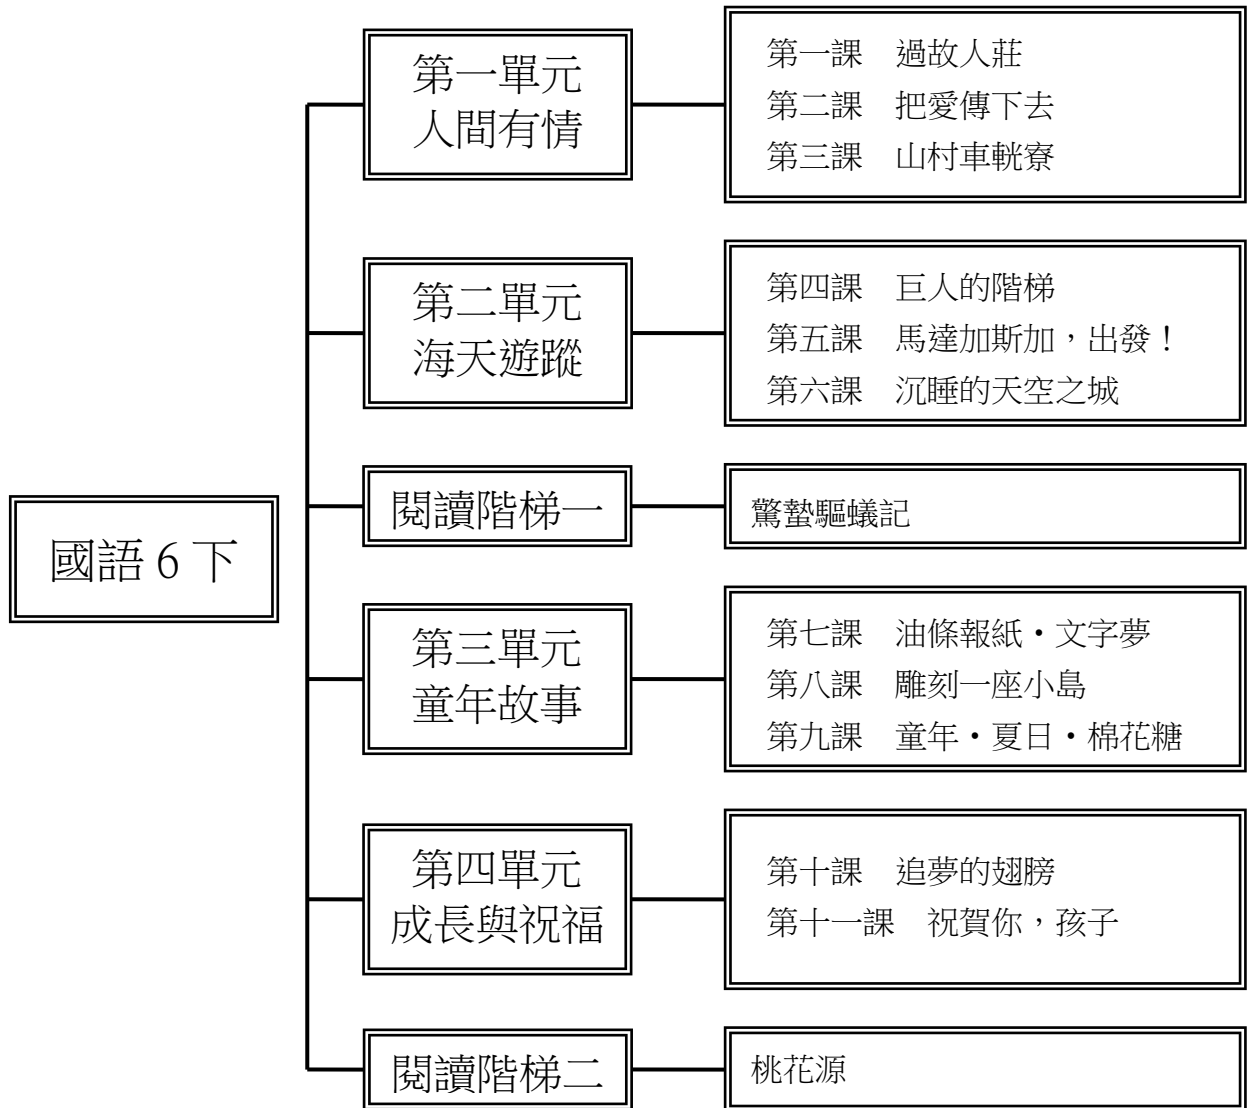 國語 6 下
第一單元
人間有情
第一課　過故人莊
第二課　把愛傳下去
第三課　山村車輄寮
第二單元
海天遊蹤
第四課　巨人的階梯
第五課　馬達加斯加，出發！
第六課　沉睡的天空之城
閱讀階梯一
驚蟄驅蟻記
第三單元
童年故事
第七課　油條報紙・文字夢
第八課　雕刻一座小島
第九課　童年・夏日・棉花糖
第四單元
成長與祝福
第十課　追夢的翅膀
第十一課　祝賀你，孩子
閱讀階梯二
桃花源